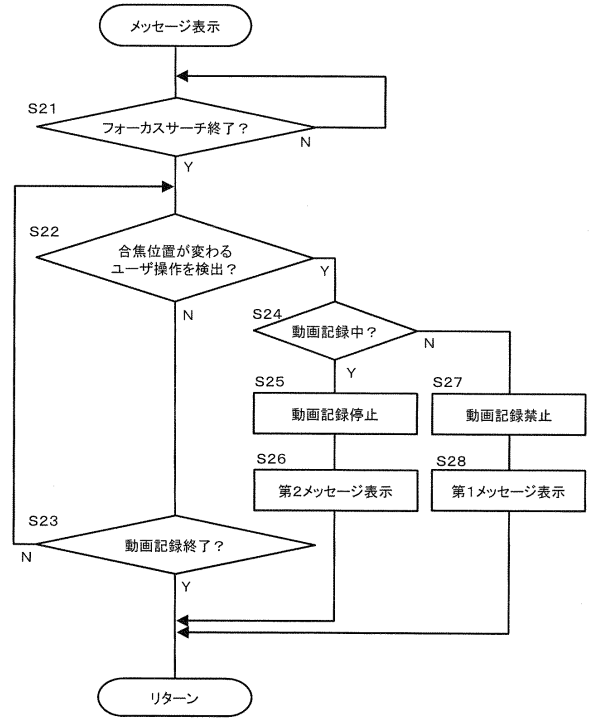 メッセージ表示
S21
フォーカスサーチ終了？
N
Y
S22
合焦位置が変わる
ユーザ操作を検出？
Y
N
S24
動画記録中？
N
Y
S25
動画記録停止
S27
動画記録禁止
S26
第２メッセージ表示
S28
第１メッセージ表示
S23
動画記録終了？
N
Y
リターン